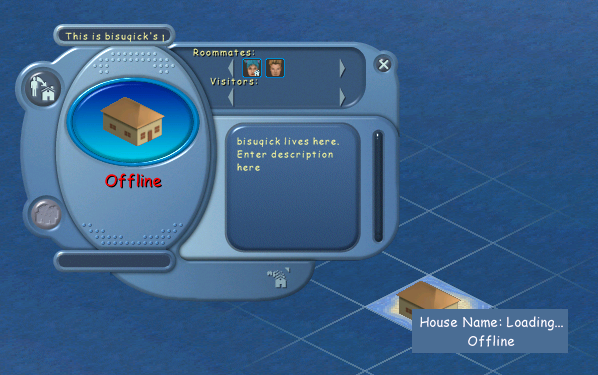 This is bisuqick's
Roommates:
Visitors:
bisuqick lives here.
Enter description
here
Offline
House Name: Loading...
Offline